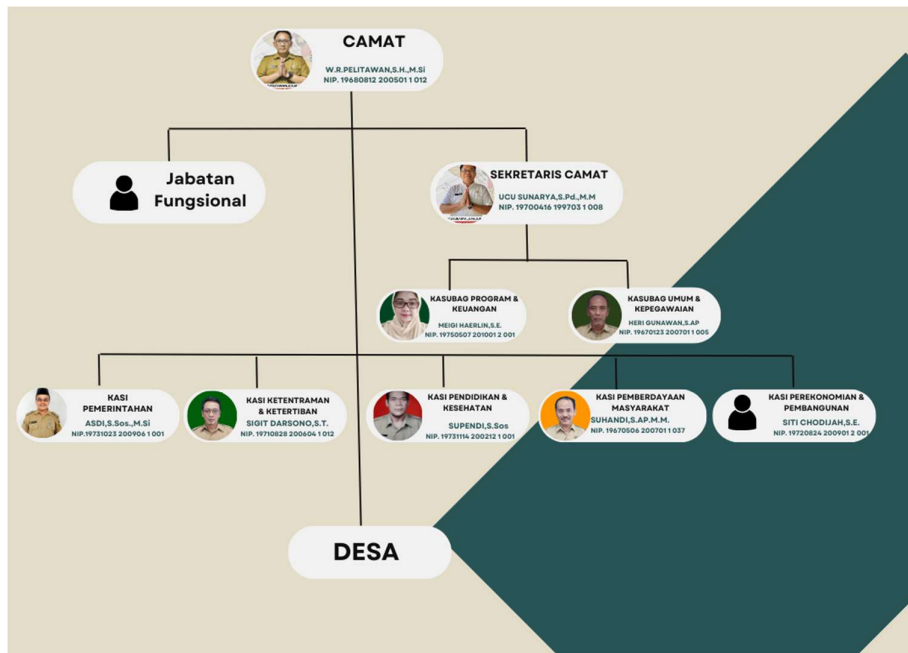 CAMAT
W.R.PELITAWAN,S.H.,M.Si
NIP. 19680812 200501 1 012
Jabatan
Fungsional
SEKRETARIS CAMAT
UCU SUNARYA,S.Pd.,M.M
NIP. 19700416 199703 1 008
KASUBAG PROGRAM &
KEUANGAN
MEIGI HAERLIN,S.E.
NIP. 19750507 201001 2 001
KASUBAG UMUM &
KEPEGAWAIAN
HERI GUNAWAN,S.AP
NIP. 19670123 200701 1 005
KASI
PEMERINTAHAN
ASDI,S.Sos.,M.Si
NIP.19731023 200906 1 001
KASI KETENTRAMAN
& KETERTIBAN
SIGIT DARSONO,S.T.
NIP. 19710828 200604 1 012
KASI PENDIDIKAN &
KESEHATAN
SUPENDI,S.Sos
NIP. 19731114 200212 1 001
KASI PEMBERDAYAAN
MASYARAKAT
SUHANDI,S.AP.M.M.
NIP. 19670506 200701 1 037
KASI PEREKONOMIAN &
PEMBANGUNAN
SITI CHODIJAH,S.E.
NIP. 19720824 200901 2 001
DESA